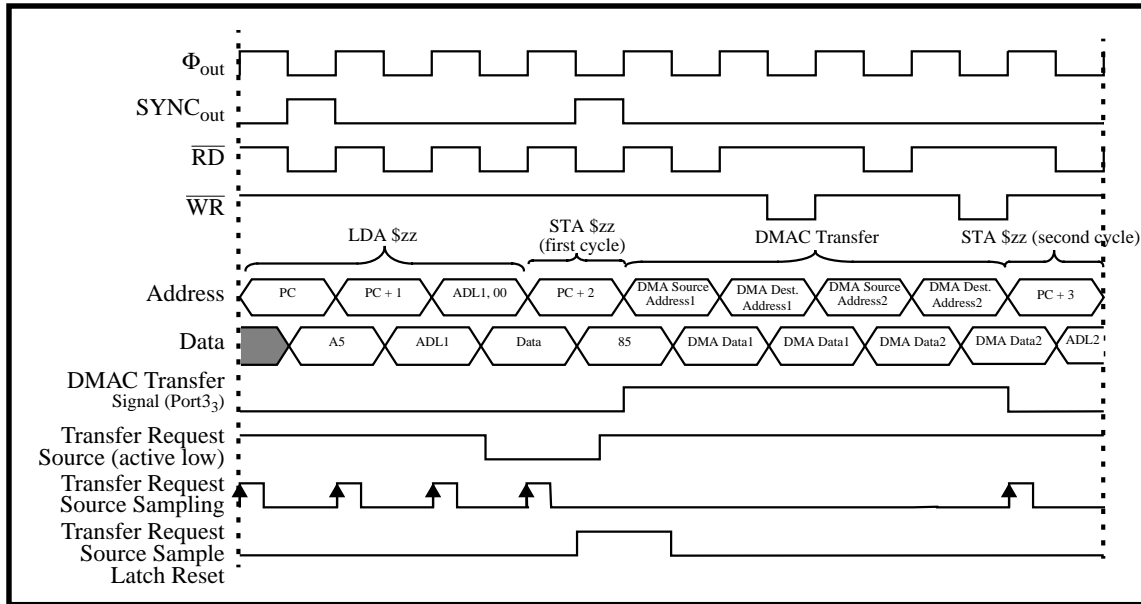 Φout
SYNCout
RD
WR
LDA $zz
STA $zz
(first cycle)
DMAC Transfer
STA $zz (second cycle)
Address
PC
PC + 1
ADL1, 00
PC + 2
DMA Source
Address1
DMA Dest.
Address1
DMA Source
Address2
DMA Dest.
Address2
PC + 3
Data
A5
ADL1
Data
85
DMA Data1
DMA Data1
DMA Data2
DMA Data2
ADL2
DMAC Transfer
Signal (Port33)
Transfer Request
Source (active low)
Transfer Request
Source Sampling
Transfer Request
Source Sample
Latch Reset